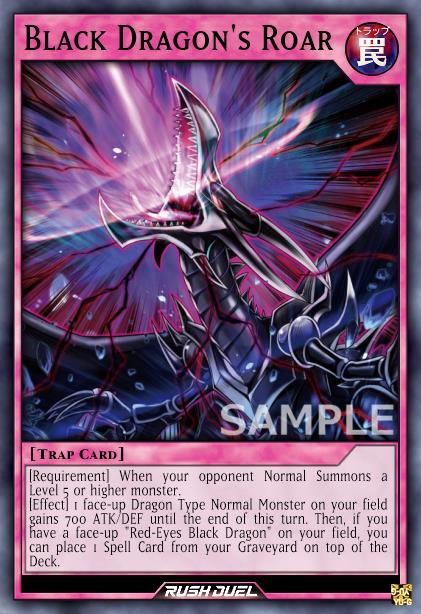 Black Dragon's Roar
トラップ
罠
SAMPLE
[Trap Card]
[Requirement] When your opponent Normal Summons a
Level 5 or higher monster.
[Effect] 1 face-up Dragon Type Normal Monster on your field
gains 700 ATK/DEF until the end of this turn. Then, if you
have a face-up "Red-Eyes Black Dragon" on your field, you
can place 1 Spell Card from your Graveyard on top of the
Deck.
RUSH DUEL